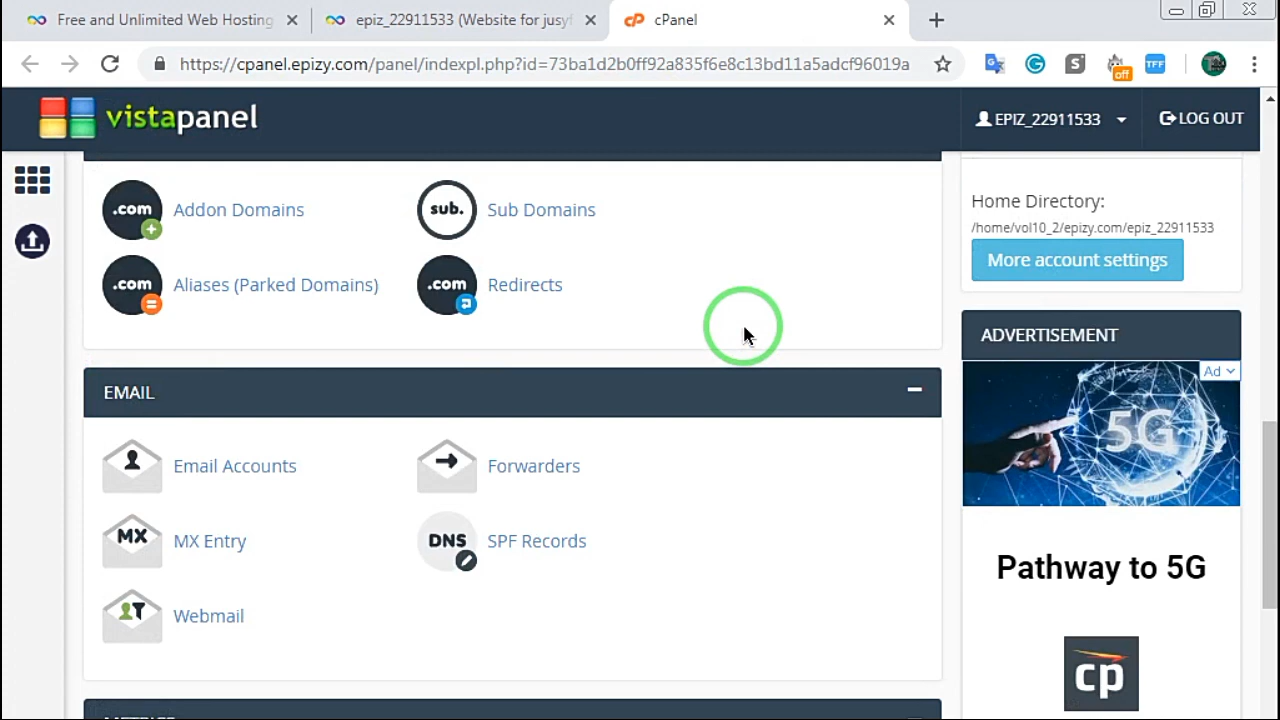 Free and Unlimited Web Hosting
epiz_22911533 (Website for jusy
cPanel
https://cpanel.epizy.com/panel/indexpl.php?id=73ba1d2b0ff92a835f6e8c13bd11a5adcf96019a
off
TFF
vistapanel
EPIZ_22911533
LOG OUT
.com
Addon Domains
sub.
Sub Domains
.com
Aliases (Parked Domains)
.com
Redirects
EMAIL
Email Accounts
Forwarders
MX
MX Entry
DNS
SPF Records
Webmail
Home Directory:
/home/vol10_2/epizy.com/epiz_22911533
More account settings
ADVERTISEMENT
Ad
5G
Pathway to 5G
cp